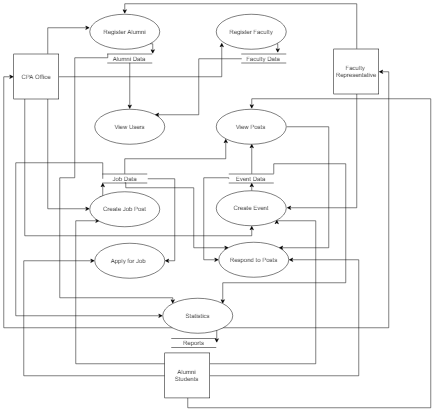 Register Alumni
Register Faculty
Alumni Data
Faculty Data
CPA Office
Faculty
Representative
View Users
View Posts
Job Data
Event Data
Create Job Post
Create Event
Apply for Job
Respond to Posts
Statistics
Reports
Alumni
Students